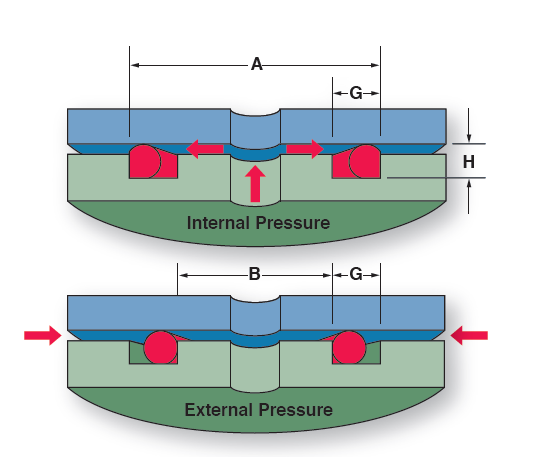 A
G
H
Internal Pressure
B
G
External Pressure